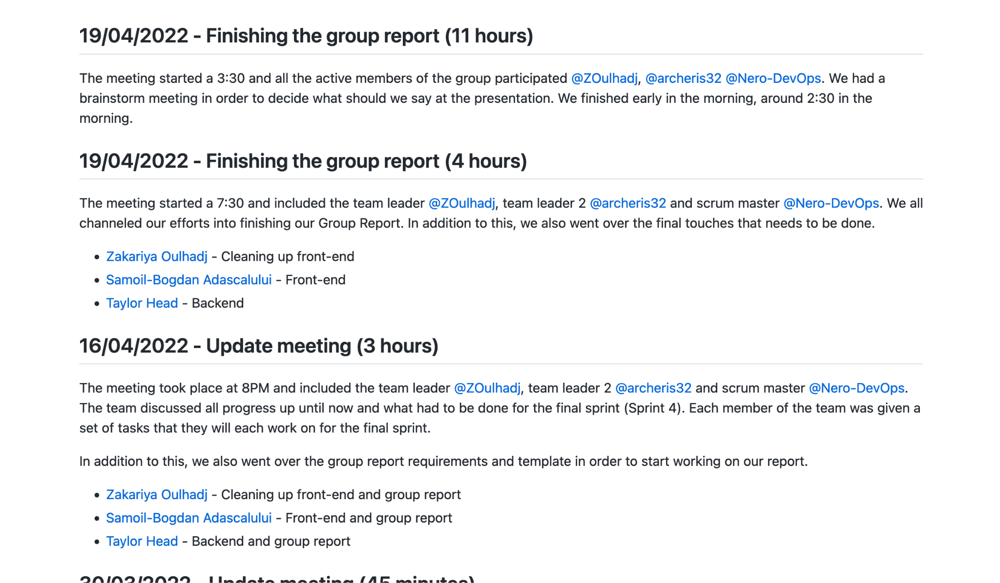 19/04/2022 - Finishing the group report (11 hours)
The meeting started a 3:30 and all the active members of the group participated @ZOulhadj, @archeris32 @Nero-DevOps. We had a
brainstorm meeting in order to decide what should we say at the presentation. We finished early in the morning, around 2:30 in the
morning.
19/04/2022 - Finishing the group report (4 hours)
The meeting started a 7:30 and included the team leader @ZOulhadj, team leader 2 @archeris32 and scrum master @Nero-DevOps. We all
channeled our efforts into finishing our Group Report. In addition to this, we also went over the final touches that needs to be done.
• Zakariya Oulhadj - Cleaning up front-end
• Samoil-Bogdan Adascalului - Front-end
• Taylor Head - Backend
16/04/2022 - Update meeting (3 hours)
The meeting took place at 8PM and included the team leader @ZOulhadj, team leader 2 @archeris32 and scrum master @Nero-DevOps.
The team discussed all progress up until now and what had to be done for the final sprint (Sprint 4). Each member of the team was given a
set of tasks that they will each work on for the final sprint.
In addition to this, we also went over the group report requirements and template in order to start working on our report.
• Zakariya Oulhadj - Cleaning up front-end and group report
• Samoil-Bogdan Adascalului - Front-end and group report
• Taylor Head - Backend and group report
30/03/2022 - Update meeting (45 minutes)